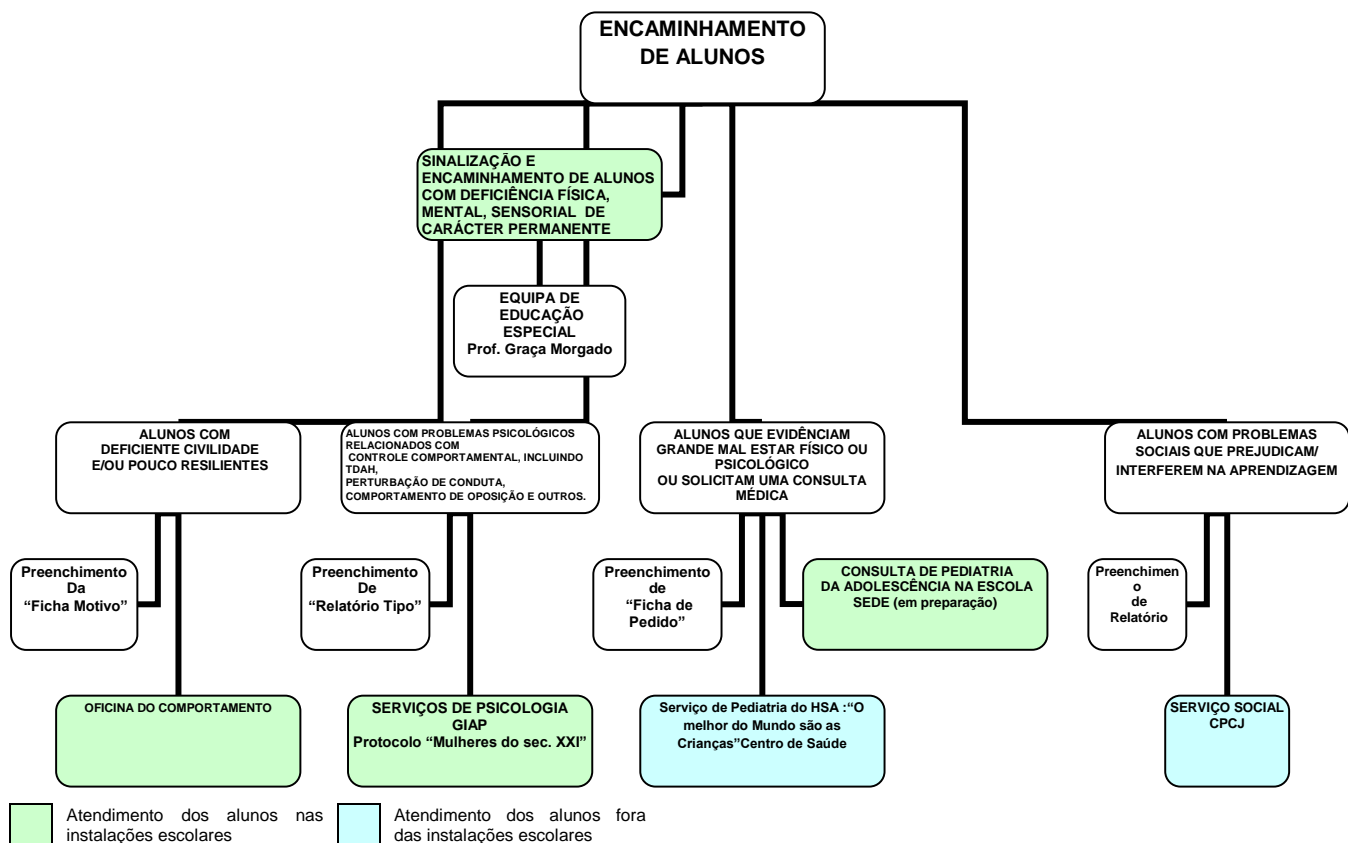 ENCAMINHAMENTO
DE ALUNOS
SINALIZAÇÃO E
ENCAMINHAMENTO DE ALUNOS
COM DEFICIÊNCIA FÍSICA,
MENTAL, SENSORIAL DE
CARÁCTER PERMANENTE
EQUIPA DE
EDUCAÇÃO
ESPECIAL
Prof. Graça Morgado
ALUNOS COM
DEFICIENTE CIVILIDADE
E/OU POUCO RESILIENTES
ALUNOS COM PROBLEMAS PSICOLÓGICOS
RELACIONADOS COM
CONTROLE COMPORTAMENTAL, INCLUINDO
TDAH,
PERTURBAÇÃO DE CONDUTA,
COMPORTAMENTO DE OPOSIÇÃO E OUTROS.
ALUNOS QUE EVIDÊNCIAM
GRANDE MAL ESTAR FÍSICO OU
PSICOLÓGICO
OU SOLICITAM UMA CONSULTA
MÉDICA
ALUNOS COM PROBLEMAS
SOCIAIS QUE PREJUDICAM/
INTERFEREM NA APRENDIZAGEM
Preenchimento
Da
“Ficha Motivo”
Preenchimento
De
“Relatório Tipo”
Preenchimento
de
“Ficha de
Pedido”
CONSULTA DE PEDIATRIA
DA ADOLESCÊNCIA NA ESCOLA
SEDE (em preparação)
Preenchimen
o
de
Relatório
OFICINA DO COMPORTAMENTO
SERVIÇOS DE PSICOLOGIA
GIAP
Protocolo “Mulheres do sec. XXI”
Serviço de Pediatria do HSA :“O
melhor do Mundo são as
Crianças”Centro de Saúde
SERVIÇO SOCIAL
CPCJ
Atendimento dos alunos nas
instalações escolares
Atendimento dos alunos fora
das instalações escolares